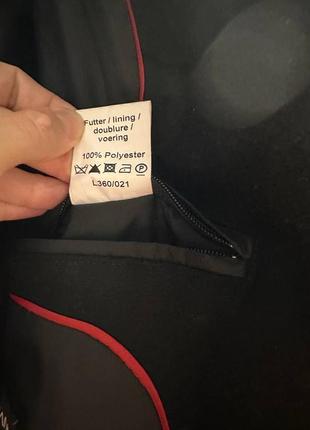 Futter / lining /
doublure /
voering
100% Polyester
L360/021